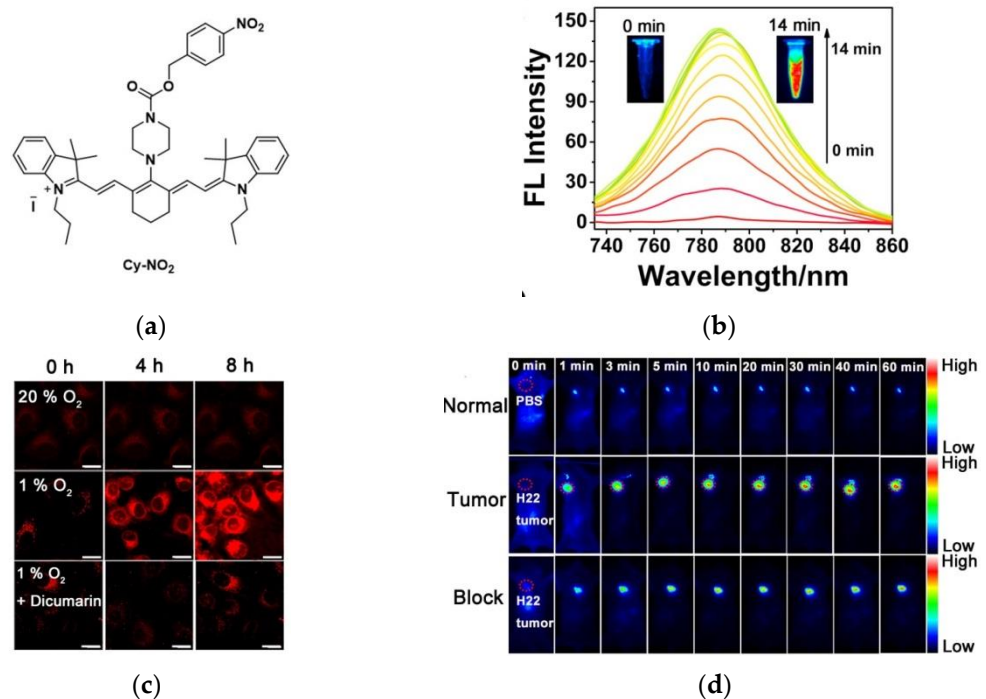 NO₂
O
O
N
N
N
+
I⁻
N
Cy-NO₂
(a)
0 min
14 min
14 min
0 min
150
120
90
60
30
0
FL Intensity
740 760 780 800 820 840 860
Wavelength/nm
(b)
0 h 4 h 8 h
20 % O₂
1 % O₂
1 % O₂
+ Dicumarin
(c)
0 min 1 min 3 min 5 min 10 min 20 min 30 min 40 min 60 min
Normal
PBS
High
Low
Tumor
H22
tumor
High
Low
Block
H22
tumor
High
Low
(d)